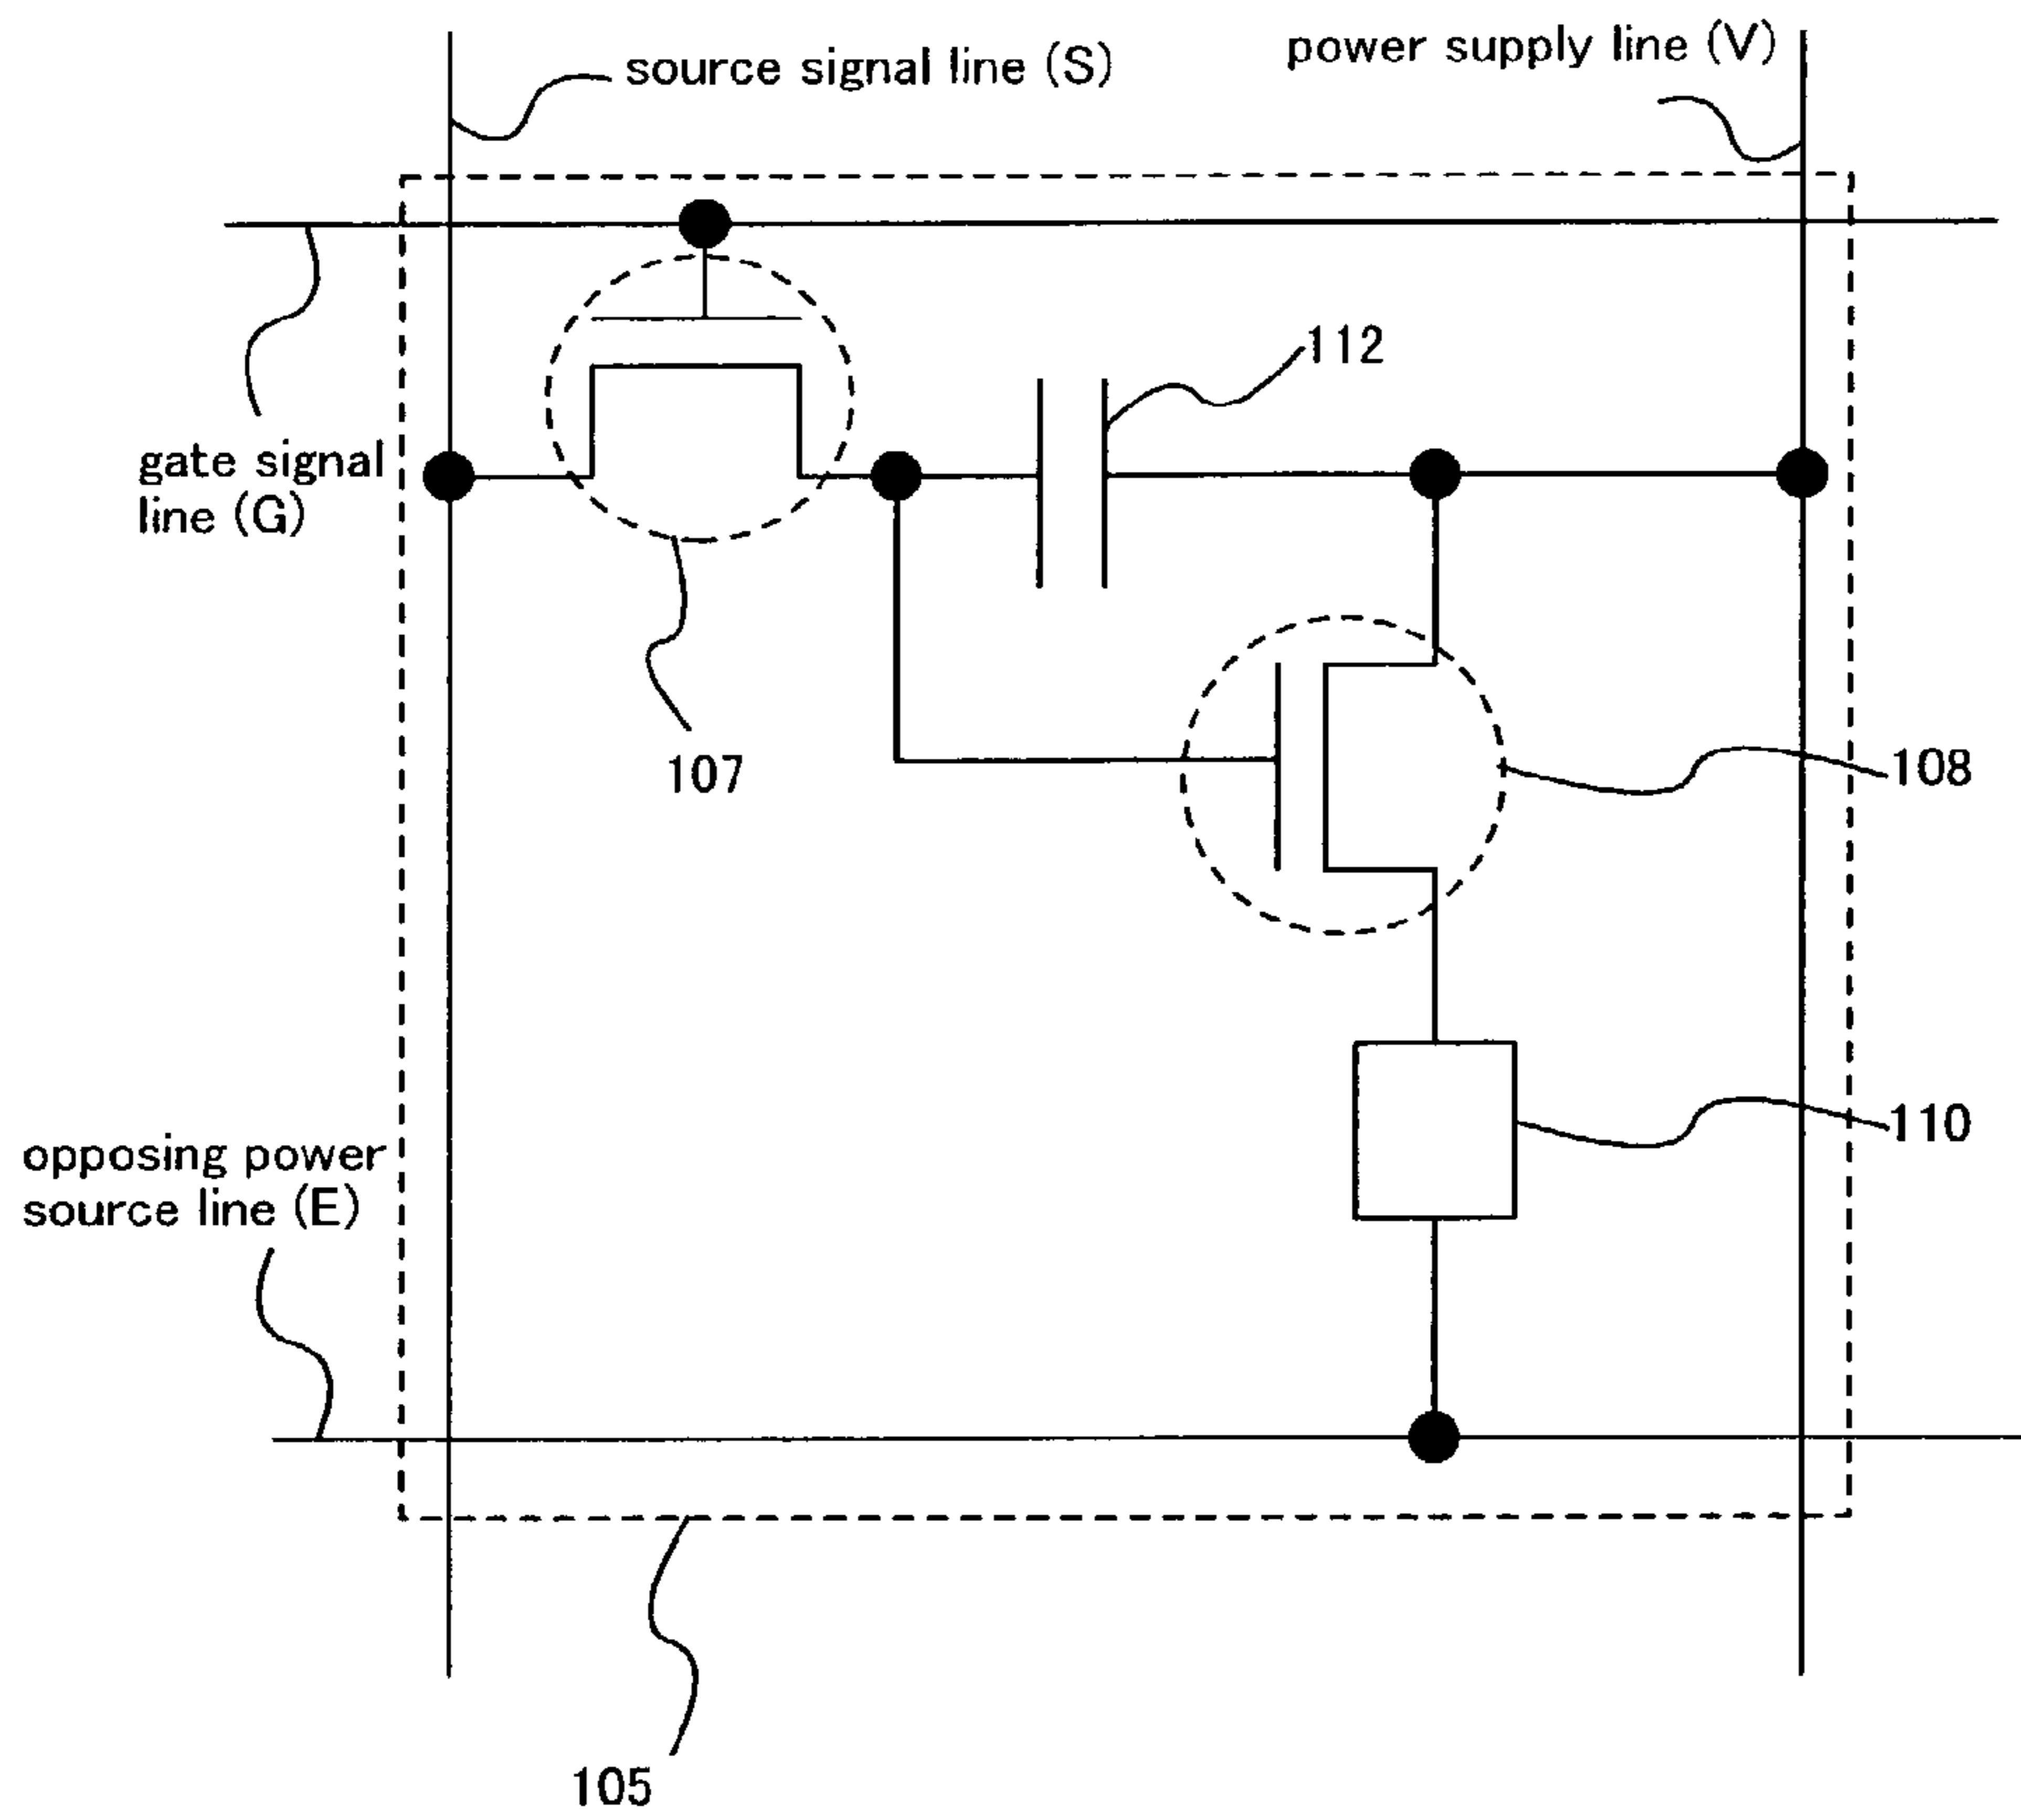 source signal line (S)
power supply line (V)
112
gate signal
line (G)
107
108
110
opposing power
source line (E)
105